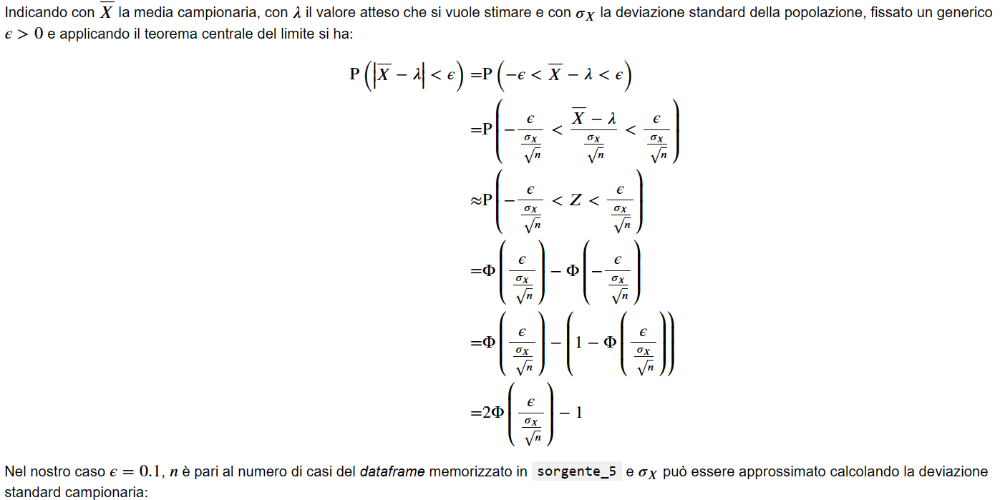 Indicando con $\overline{X}$ la media campionaria, con $\lambda$ il valore atteso che si vuole stimare e con $\sigma_X$ la deviazione standard della popolazione, fissato un generico
$\epsilon > 0$ e applicando il teorema centrale del limite si ha:
$\mathrm{P}\left(\left|\overline{X} - \lambda\right| < \epsilon\right) = \mathrm{P}\left(-\epsilon < \overline{X} - \lambda < \epsilon\right)$
$= \mathrm{P}\left(-\frac{\epsilon}{\frac{\sigma_X}{\sqrt{n}}} < \frac{\overline{X} - \lambda}{\frac{\sigma_X}{\sqrt{n}}} < \frac{\epsilon}{\frac{\sigma_X}{\sqrt{n}}}\right)$
$\approx \mathrm{P}\left(-\frac{\epsilon}{\frac{\sigma_X}{\sqrt{n}}} < Z < \frac{\epsilon}{\frac{\sigma_X}{\sqrt{n}}}\right)$
$= \Phi\left(\frac{\epsilon}{\frac{\sigma_X}{\sqrt{n}}}\right) - \Phi\left(-\frac{\epsilon}{\frac{\sigma_X}{\sqrt{n}}}\right)$
$= \Phi\left(\frac{\epsilon}{\frac{\sigma_X}{\sqrt{n}}}\right) - \left(1 - \Phi\left(\frac{\epsilon}{\frac{\sigma_X}{\sqrt{n}}}\right)\right)$
$= 2\Phi\left(\frac{\epsilon}{\frac{\sigma_X}{\sqrt{n}}}\right) - 1$
Nel nostro caso $\epsilon = 0.1$, $n$ è pari al numero di casi del dataframe memorizzato in sorgente_5 e $\sigma_X$ può essere approssimato calcolando la deviazione
standard campionaria: